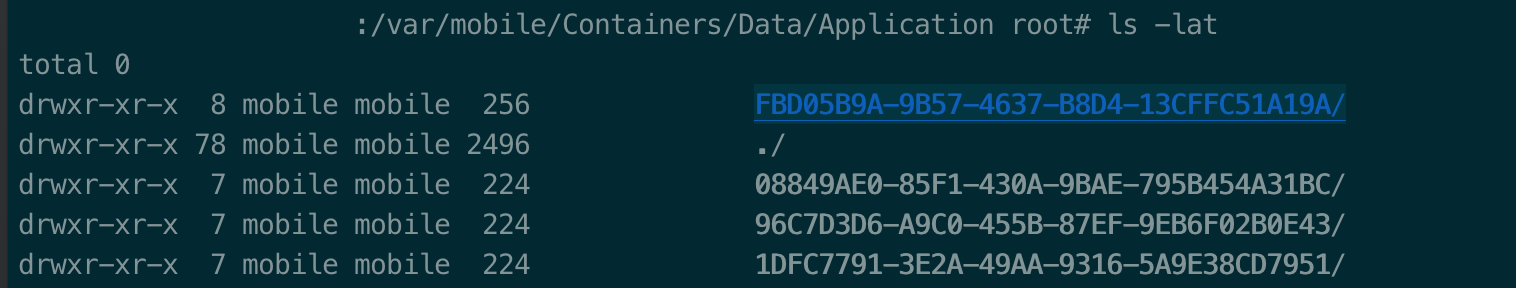 :/var/mobile/Containers/Data/Application root# ls -lat
total 0
drwxr-xr-x  8 mobile mobile  256 FBD05B9A-9B57-4637-B8D4-13CFFC51A19A/
drwxr-xr-x 78 mobile mobile 2496 ./
drwxr-xr-x  7 mobile mobile  224 08849AE0-85F1-430A-9BAE-795B454A31BC/
drwxr-xr-x  7 mobile mobile  224 96C7D3D6-A9C0-455B-87EF-9EB6F02B0E43/
drwxr-xr-x  7 mobile mobile  224 1DFC7791-3E2A-49AA-9316-5A9E38CD7951/